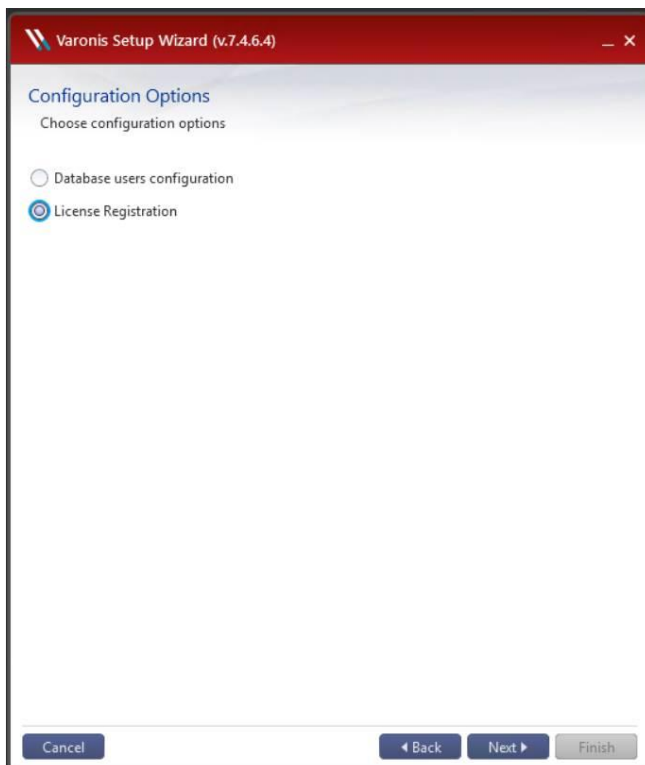 Varonis Setup Wizard (v.7.4.6.4)
Configuration Options
Choose configuration options
Database users configuration
License Registration
Cancel
Back
Next
Finish